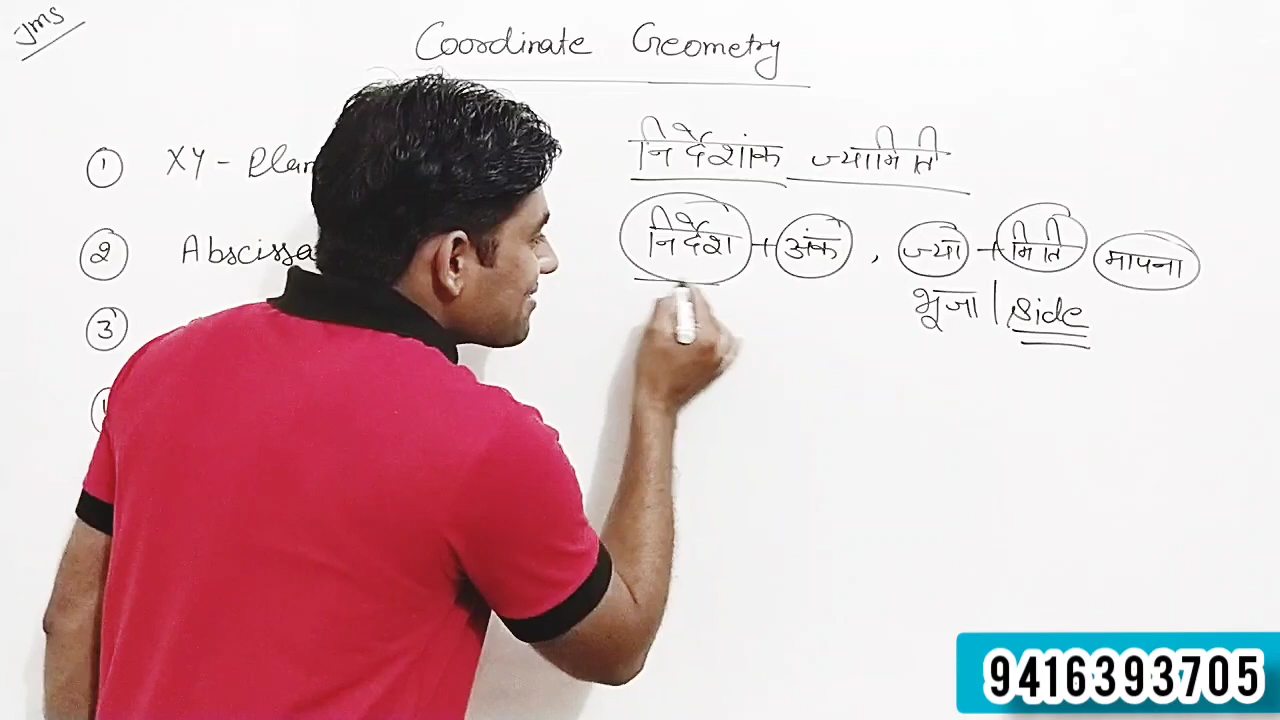 JMS
Coordinate Geometry
1 XY-Plan
2 Abscissa
3
निर्देशांक ज्यामिति
निर्देश + अंक , ज्या + मिति मापना
भूजा | Side
9416393705